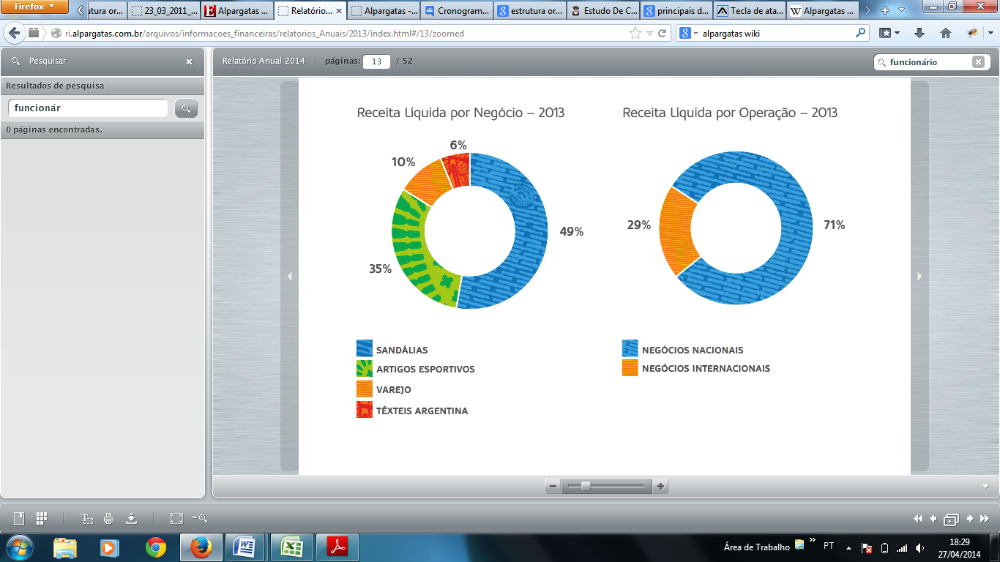 Firefox
utura or...
23_03_2011_...
Alpargatas ...
Relatório...
Alpargatas -...
Cronogram...
estrutura or...
Estudo De C...
principais d...
Tecla de ata...
Alpargatas ...
ri.alpargatas.com.br/arquivos/informacoes_financeiras/relatorios_Anuais/2013/index.html#/13/zoomed
alpargatas wiki
Pesquisar
Relatório Anual 2014
páginas: 13 / 52
funcionário
Resultados de pesquisa
funcionár
0 páginas encontradas.
Receita Líquida por Negócio – 2013
Receita Líquida por Operação – 2013
6%
10%
49%
35%
29%
71%
SANDÁLIAS
ARTIGOS ESPORTIVOS
VAREJO
TÊXTEIS ARGENTINA
NEGÓCIOS NACIONAIS
NEGÓCIOS INTERNACIONAIS
Área de Trabalho
PT
18:29
27/04/2014